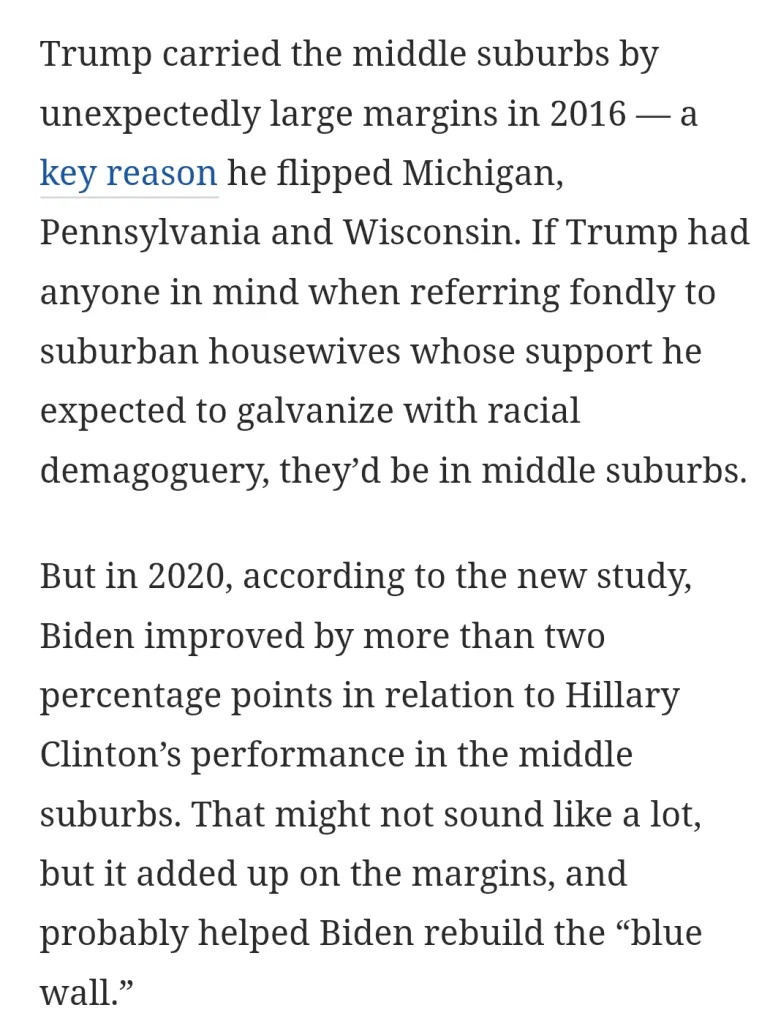 Trump carried the middle suburbs by
unexpectedly large margins in 2016 — a
key reason he flipped Michigan,
Pennsylvania and Wisconsin. If Trump had
anyone in mind when referring fondly to
suburban housewives whose support he
expected to galvanize with racial
demagoguery, they’d be in middle suburbs.
But in 2020, according to the new study,
Biden improved by more than two
percentage points in relation to Hillary
Clinton’s performance in the middle
suburbs. That might not sound like a lot,
but it added up on the margins, and
probably helped Biden rebuild the “blue
wall.”